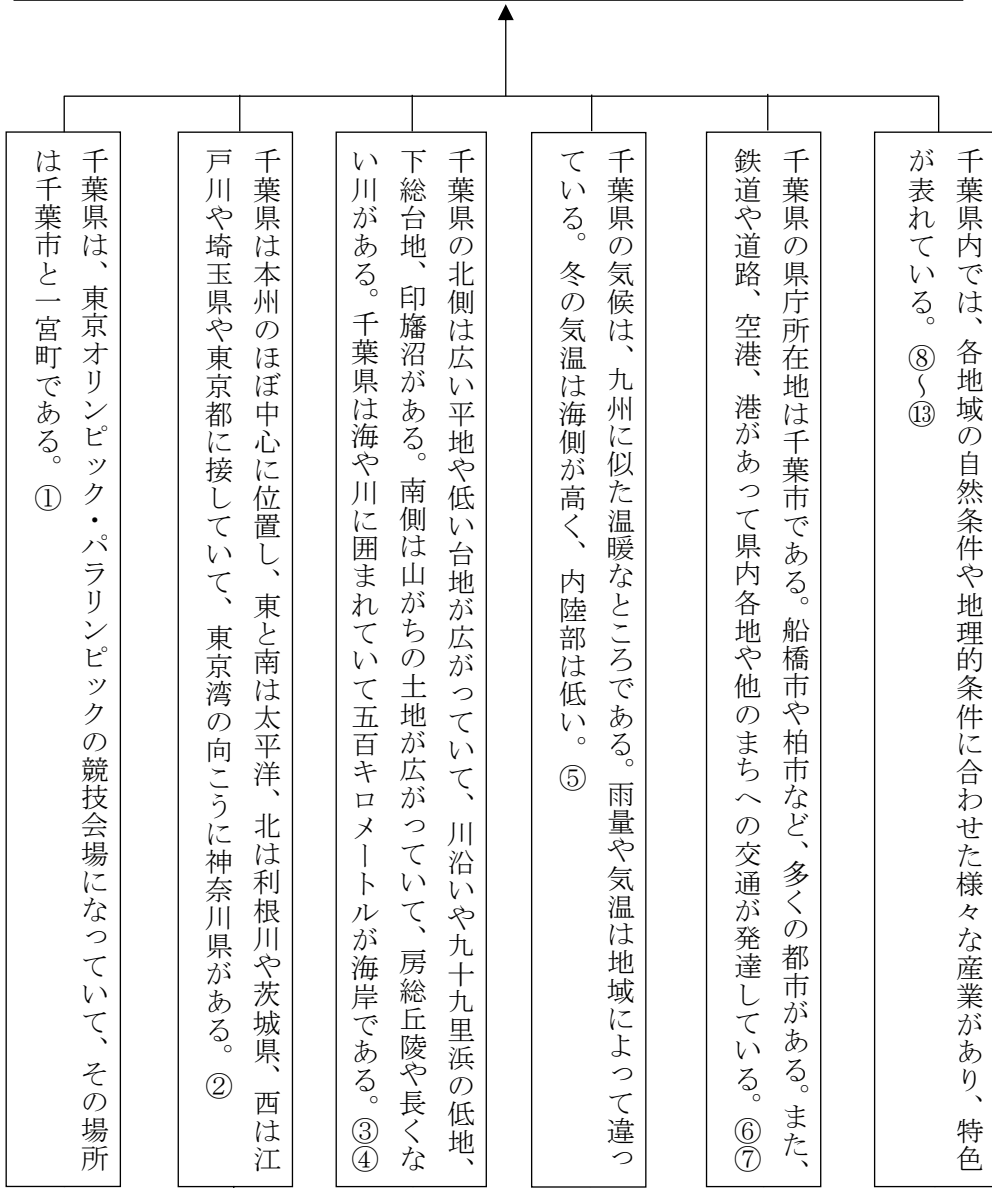 千葉県内では、各地域の自然条件や地理的条件に合わせた様々な産業があり、特色
が表れている。⑧～⑬
千葉県の県庁所在地は千葉市である。船橋市や柏市など、多くの都市がある。また、
鉄道や道路、空港、港があって県内各地や他のまちへの交通が発達している。⑥⑦
千葉県の気候は、九州に似た温暖なところである。雨量や気温は地域によって違っ
ている。冬の気温は海側が高く、内陸部は低い。⑤
千葉県の北側は広い平地や低い台地が広がっていて、川沿いや九十九里浜の低地、
下総台地、印旛沼がある。南側は山がちの土地が広がっていて、房総丘陵や長くな
い川がある。千葉県は海や川に囲まれていて五百キロメートルが海岸である。③④
千葉県は本州のほぼ中心に位置し、東と南は太平洋、北は利根川や茨城県、西は江
戸川や埼玉県や東京都に接していて、東京湾の向こうに神奈川県がある。②
千葉県は、東京オリンピック・パラリンピックの競技会場になっていて、その場所
は千葉市と一宮町である。①